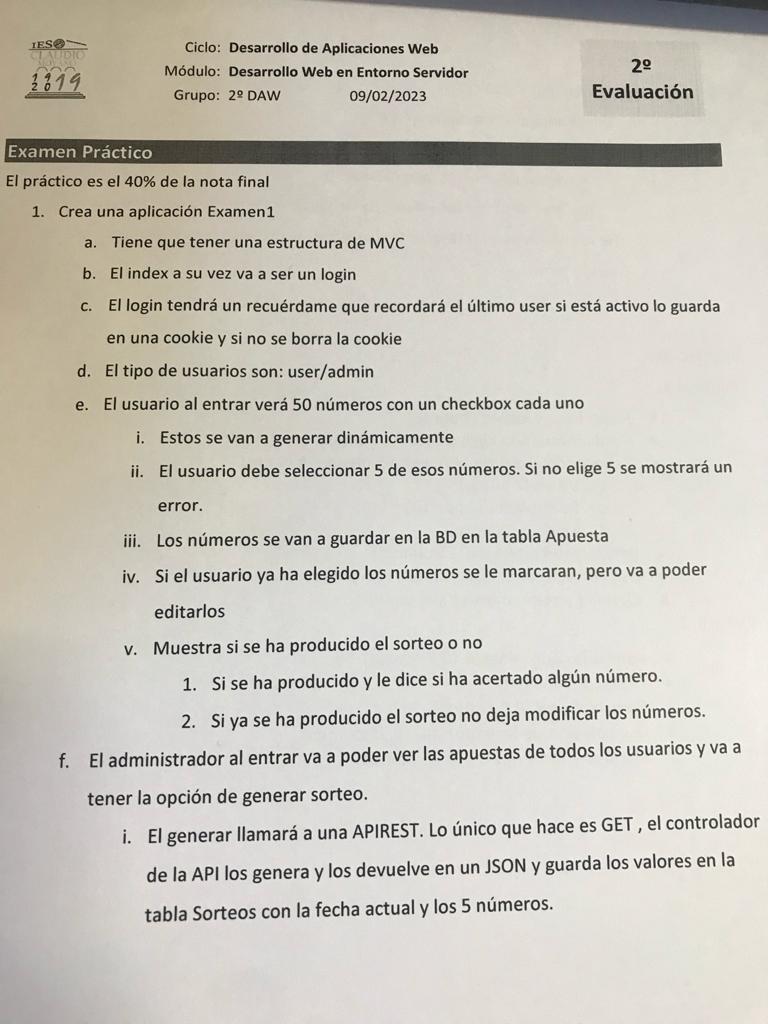 IES
CLAUDIO
MOYANO
1919
2019
Ciclo: Desarrollo de Aplicaciones Web
Módulo: Desarrollo Web en Entorno Servidor
Grupo: 2º DAW 09/02/2023
2º
Evaluación
Examen Práctico
El práctico es el 40% de la nota final
1. Crea una aplicación Examen1
a. Tiene que tener una estructura de MVC
b. El index a su vez va a ser un login
c. El login tendrá un recuérdame que recordará el último user si está activo lo guarda
en una cookie y si no se borra la cookie
d. El tipo de usuarios son: user/admin
e. El usuario al entrar verá 50 números con un checkbox cada uno
i. Estos se van a generar dinámicamente
ii. El usuario debe seleccionar 5 de esos números. Si no elige 5 se mostrará un
error.
iii. Los números se van a guardar en la BD en la tabla Apuesta
iv. Si el usuario ya ha elegido los números se le marcaran, pero va a poder
editarlos
v. Muestra si se ha producido el sorteo o no
1. Si se ha producido y le dice si ha acertado algún número.
2. Si ya se ha producido el sorteo no deja modificar los números.
f. El administrador al entrar va a poder ver las apuestas de todos los usuarios y va a
tener la opción de generar sorteo.
i. El generar llamará a una APIREST. Lo único que hace es GET , el controlador
de la API los genera y los devuelve en un JSON y guarda los valores en la
tabla Sorteos con la fecha actual y los 5 números.